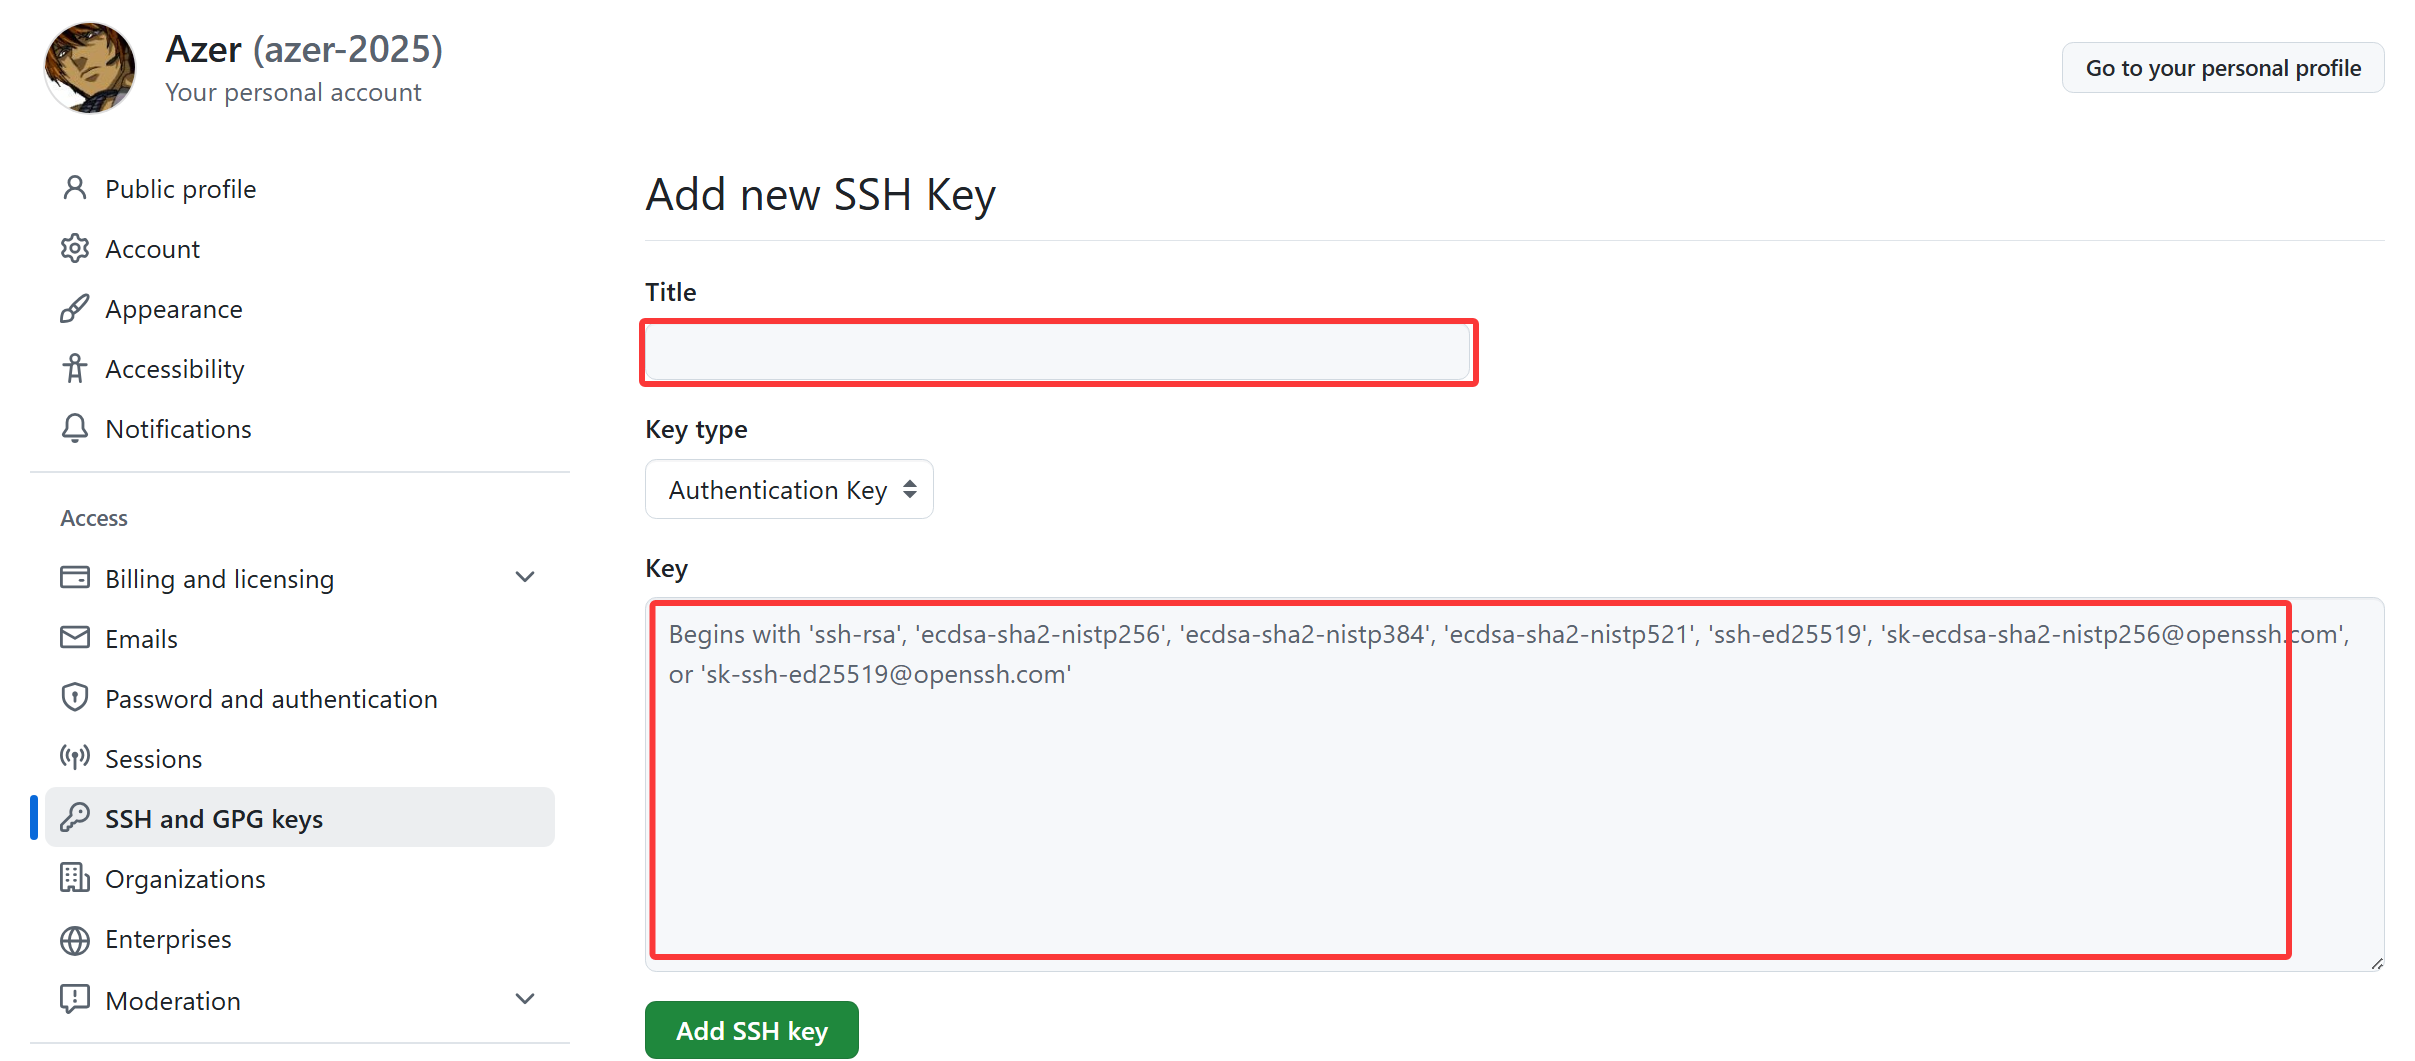 Azer (azer-2025)
Your personal account
Go to your personal profile
Public profile
Account
Appearance
Accessibility
Notifications
Access
Billing and licensing
Emails
Password and authentication
Sessions
SSH and GPG keys
Organizations
Enterprises
Moderation
Add new SSH Key
Title
Key type
Authentication Key
Key
Begins with 'ssh-rsa', 'ecdsa-sha2-nistp256', 'ecdsa-sha2-nistp384', 'ecdsa-sha2-nistp521', 'ssh-ed25519', 'sk-ecdsa-sha2-nistp256@openssh.com',
or 'sk-ssh-ed25519@openssh.com'
Add SSH key